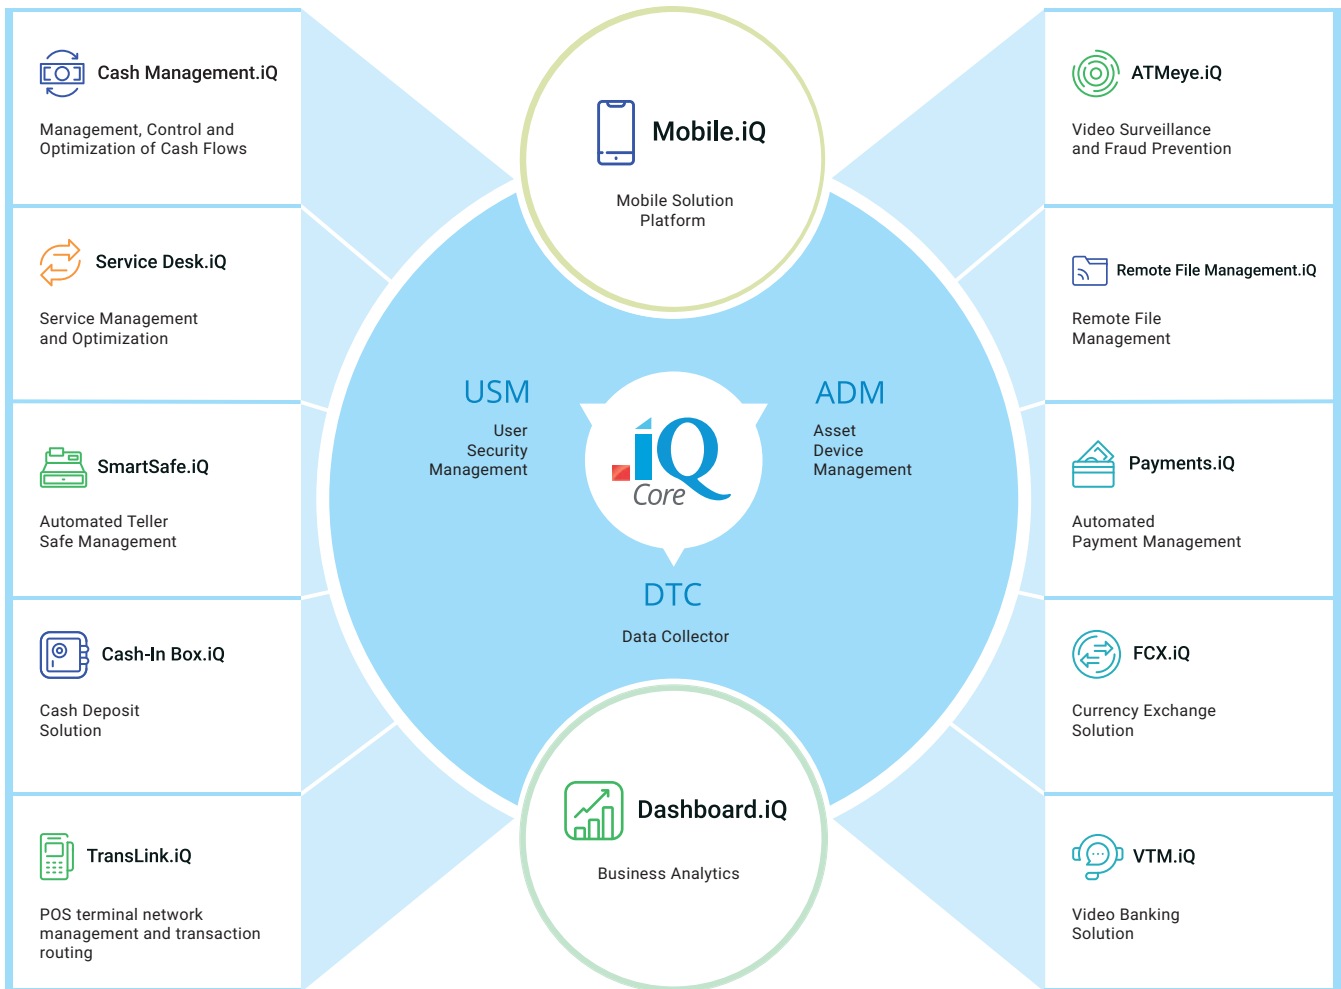 Cash Management.iQ
Management, Control and
Optimization of Cash Flows
Service Desk.iQ
Service Management
and Optimization
SmartSafe.iQ
Automated Teller
Safe Management
Cash-In Box.iQ
Cash Deposit
Solution
TransLink.iQ
POS terminal network
management and transaction
routing
Mobile.iQ
Mobile Solution
Platform
USM
User
Security
Management
.iQ
Core
ADM
Asset
Device
Management
DTC
Data Collector
Dashboard.iQ
Business Analytics
ATMeye.iQ
Video Surveillance
and Fraud Prevention
Remote File Management.iQ
Remote File
Management
Payments.iQ
Automated
Payment Management
FCX.iQ
Currency Exchange
Solution
VTM.iQ
Video Banking
Solution